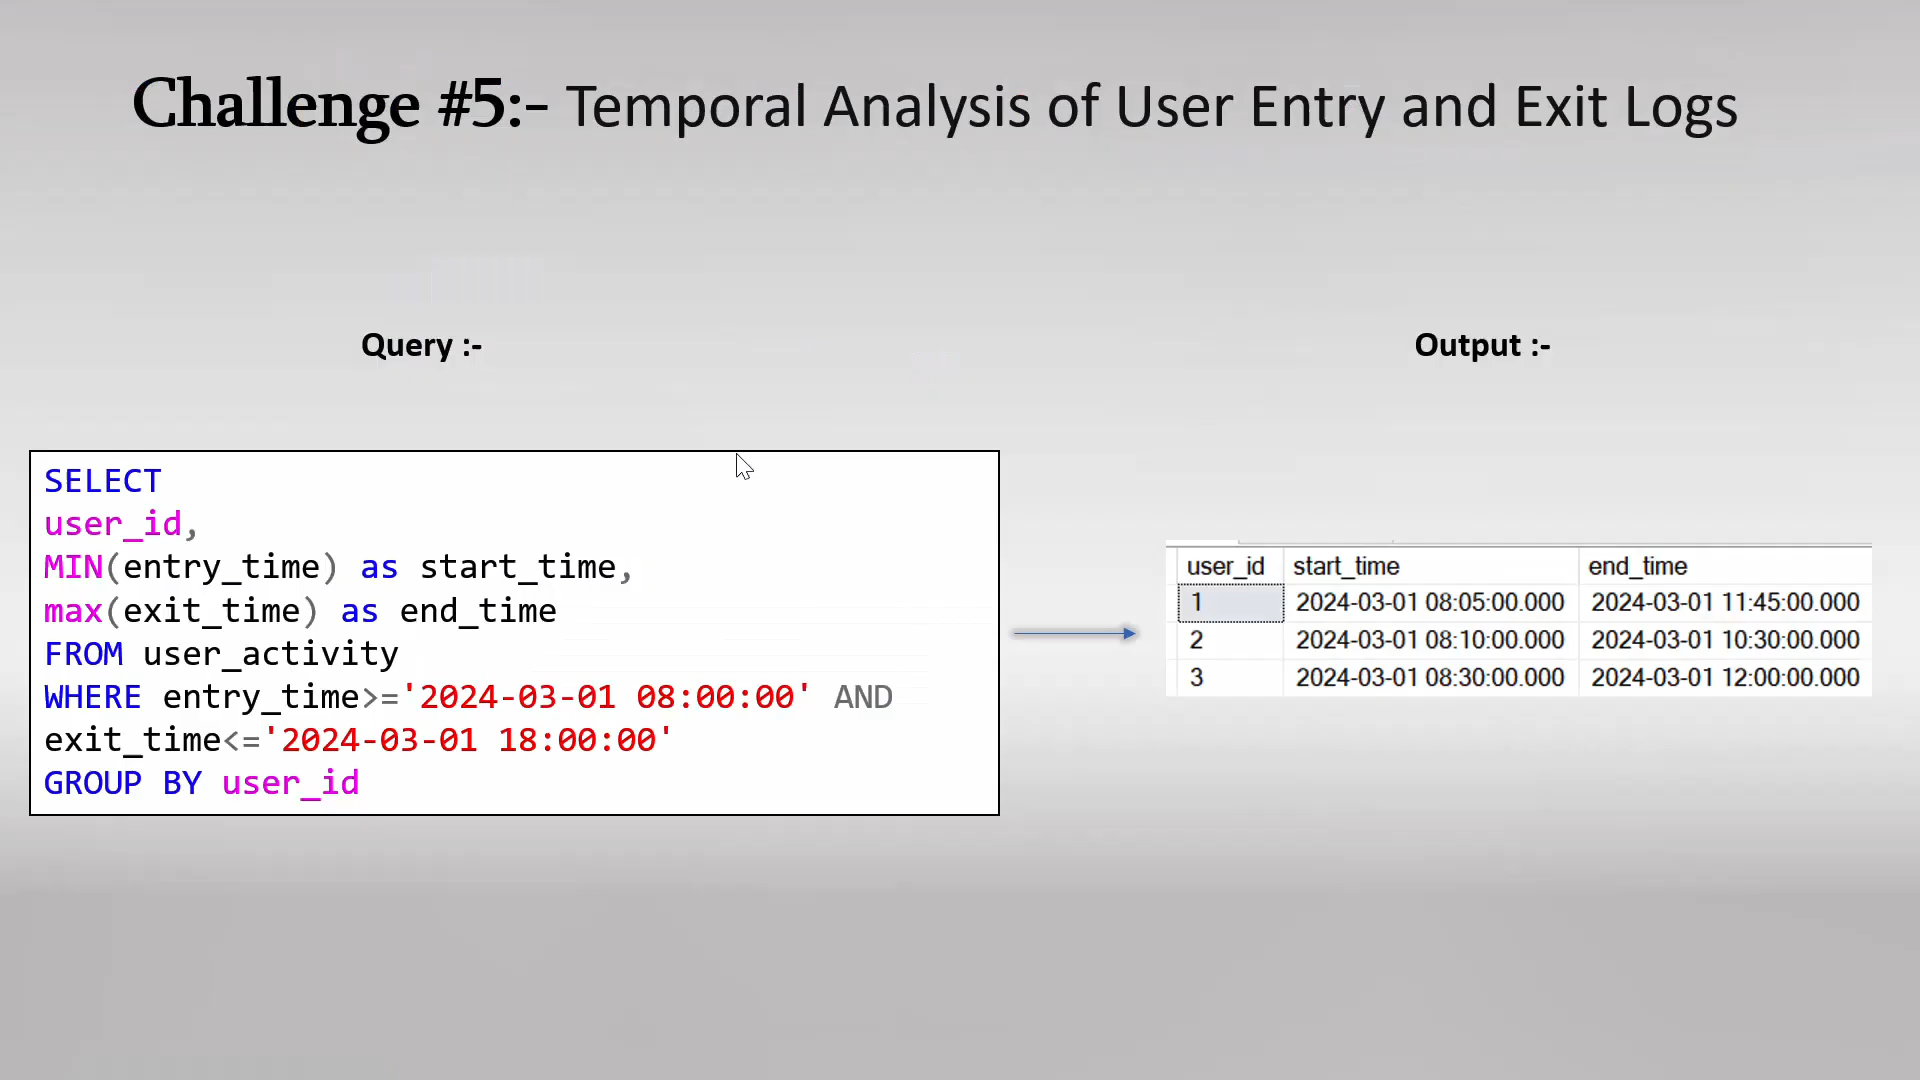 Challenge #5:- Temporal Analysis of User Entry and Exit Logs
Query :-
Output :-
SELECT
user_id,
MIN(entry_time) as start_time,
max(exit_time) as end_time
FROM user_activity
WHERE entry_time>='2024-03-01 08:00:00' AND
exit_time<='2024-03-01 18:00:00'
GROUP BY user_id
user_id start_time end_time
1 2024-03-01 08:05:00.000 2024-03-01 11:45:00.000
2 2024-03-01 08:10:00.000 2024-03-01 10:30:00.000
3 2024-03-01 08:30:00.000 2024-03-01 12:00:00.000